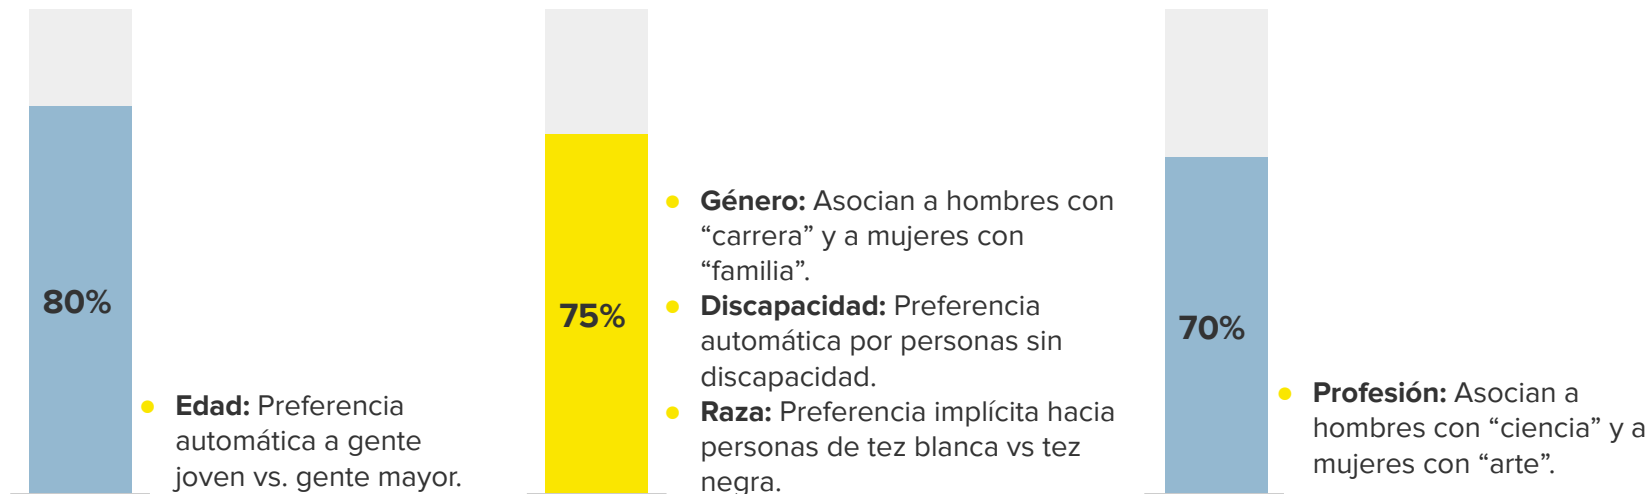 80%
● Edad: Preferencia
automática a gente
joven vs. gente mayor.
75%
● Género: Asocian a hombres con
“carrera” y a mujeres con
“familia”.
● Discapacidad: Preferencia
automática por personas sin
discapacidad.
● Raza: Preferencia implícita hacia
personas de tez blanca vs tez
negra.
70%
● Profesión: Asocian a
hombres con “ciencia” y a
mujeres con “arte”.